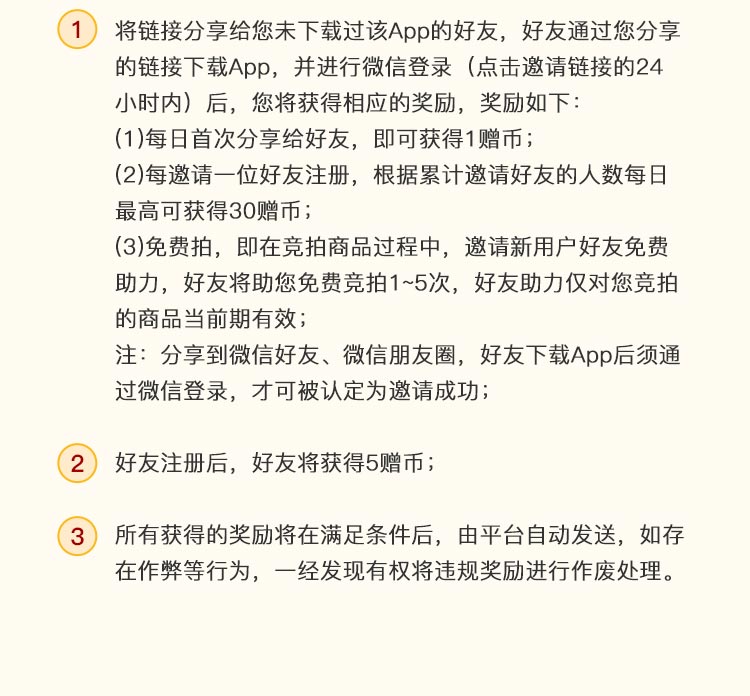 1 将链接分享给您未下载过该App的好友，好友通过您分享
的链接下载App，并进行微信登录（点击邀请链接的24
小时内）后，您将获得相应的奖励，奖励如下：
(1)每日首次分享给好友，即可获得1赠币；
(2)每邀请一位好友注册，根据累计邀请好友的人数每日
最高可获得30赠币；
(3)免费拍，即在竞拍商品过程中，邀请新用户好友免费
助力，好友将助您免费竞拍1~5次，好友助力仅对您竞拍
的商品当前期有效；
注：分享到微信好友、微信朋友圈，好友下载App后须通
过微信登录，才可被认定为邀请成功；
2 好友注册后，好友将获得5赠币；
3 所有获得的奖励将在满足条件后，由平台自动发送，如存
在作弊等行为，一经发现有权将违规奖励进行作废处理。